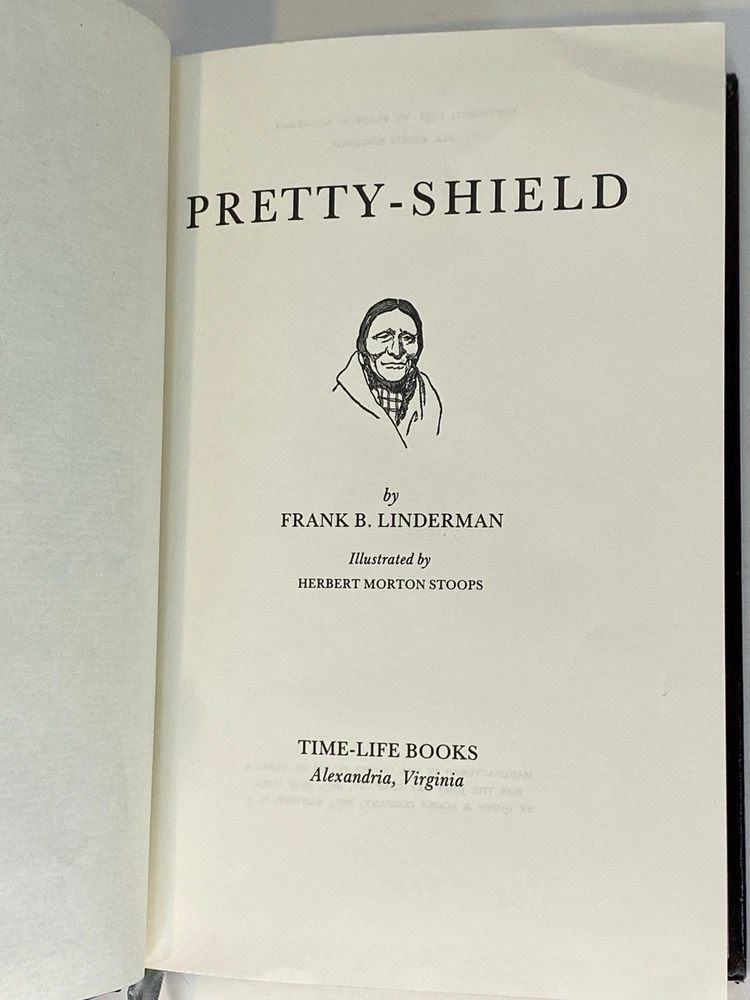 PRETTY-SHIELD
by
FRANK B. LINDERMAN
Illustrated by
HERBERT MORTON STOOPS
TIME-LIFE BOOKS
Alexandria, Virginia